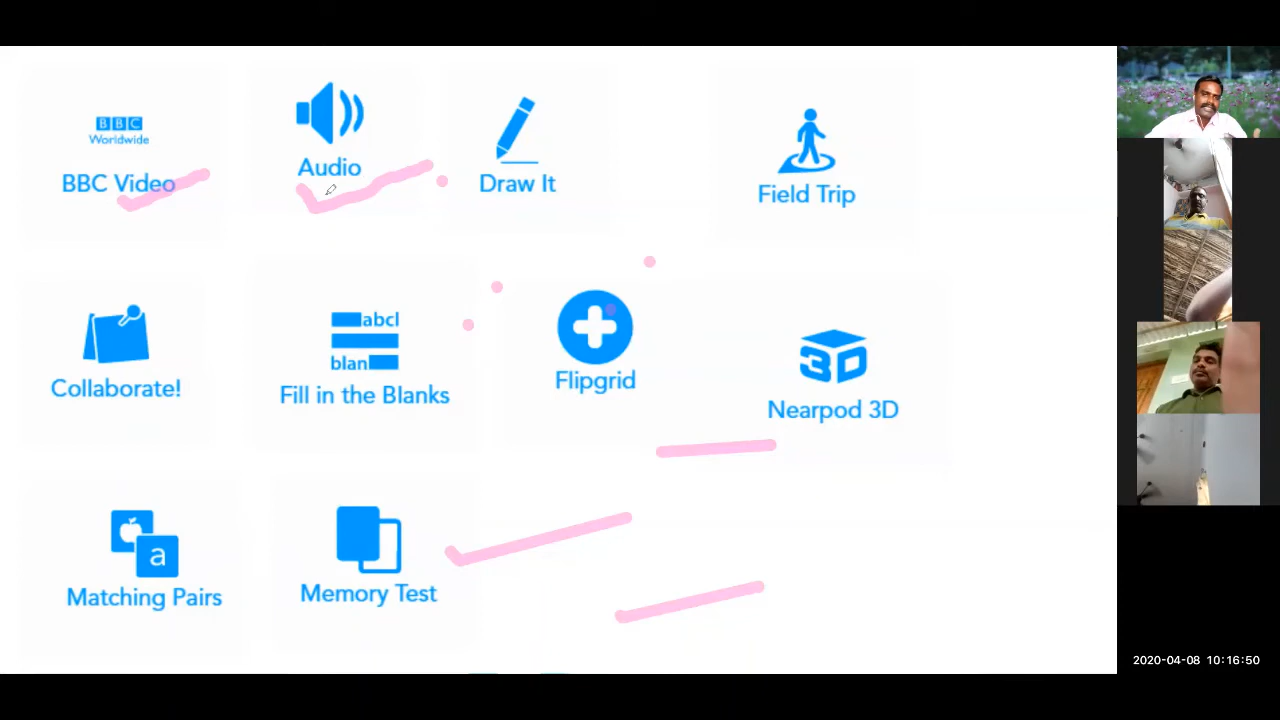 BBC
Worldwide
BBC Video
Audio
Draw It
Field Trip
Collaborate!
abcl
blan
Fill in the Blanks
Flipgrid
3D
Nearpod 3D
a
Matching Pairs
Memory Test
2020-04-08 10:16:50